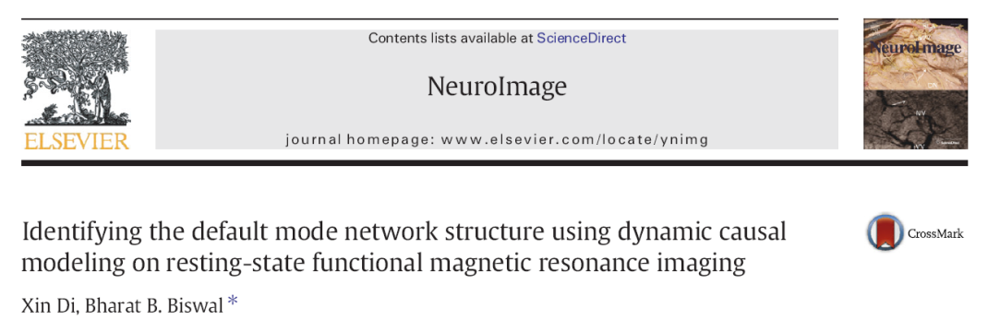 Contents lists available at ScienceDirect
NeuroImage
journal homepage: www.elsevier.com/locate/ynimg
ELSEVIER
NeuroImage
Identifying the default mode network structure using dynamic causal
modeling on resting-state functional magnetic resonance imaging
CrossMark
Xin Di, Bharat B. Biswal *